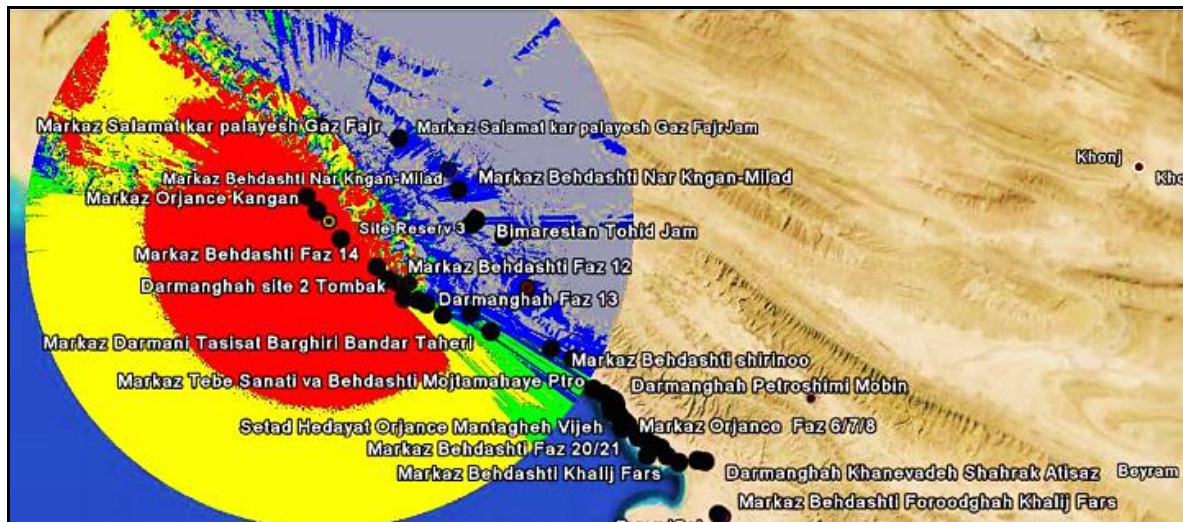 Markaz Salamat kar palayesh Gaz Fajr
Markaz Salamat kar palayesh Gaz FajrJam
Khonj
Markaz Behdashti Nar Kngan-Milad
Markaz Behdashti Nar Kngan-Milad
Markaz Orjance Kangan
Site Reserv 3
Bimarestan Tohid Jam
Markaz Behdashti Faz 14
Markaz Behdashti Faz 12
Darmanghah site 2 Tombak
Darmanghah Faz 13
Markaz Darmani Tasisat Barghiri Bandar Taheri
Markaz Behdashti shirinoo
Markaz Tebe Sanati va Behdashti Mojtamahaye Ptro
Darmanghah Petroshimi Mobin
Setad Hedayat Orjance Mantagheh Vijeh
Markaz Orjance Faz 6/7/8
Markaz Behdashti Faz 20/21
Markaz Behdashti Khalij Fars
Darmanghah Khanevadeh Shahrak Atisaz
Beyram
Markaz Behdashti Foroodghah Khalij Fars